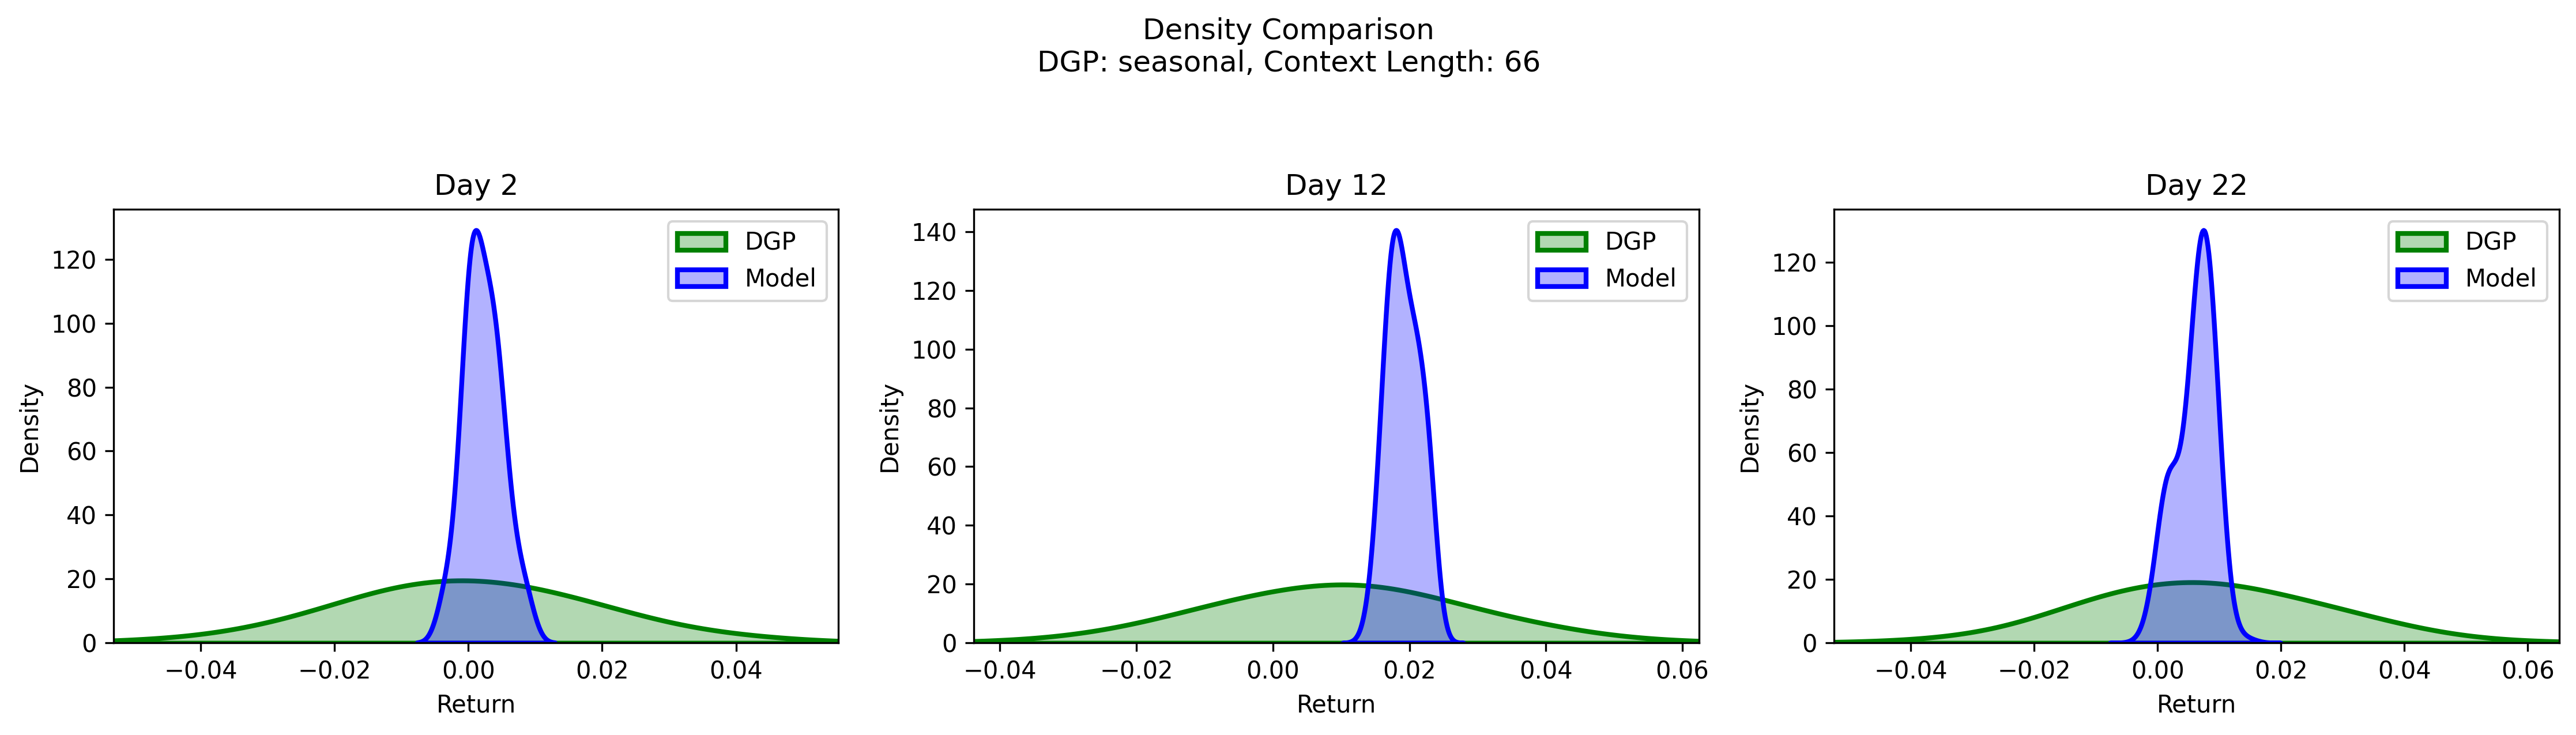 Density Comparison
DGP: seasonal, Context Length: 66
Day 2
Density
120
100
80
60
40
20
0
−0.04 −0.02 0.00 0.02 0.04
Return
DGP
Model
Day 12
Density
140
120
100
80
60
40
20
0
−0.04 −0.02 0.00 0.02 0.04 0.06
Return
DGP
Model
Day 22
Density
120
100
80
60
40
20
0
−0.04 −0.02 0.00 0.02 0.04 0.06
Return
DGP
Model